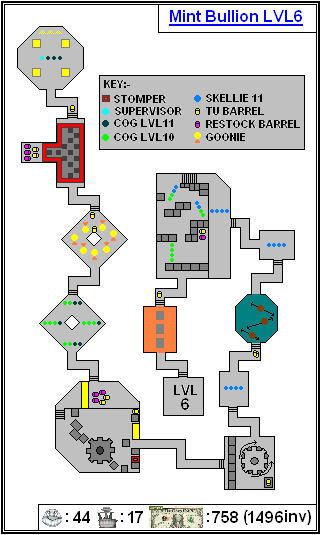 Mint Bullion LVL6
KEY:-
STOMPER
SUPERVISOR
COG LVL11
COG LVL10
SKELLIE 11
TU BARREL
RESTOCK BARREL
GOONIE
LVL
6
: 44 : 17 :758 (1496inv)